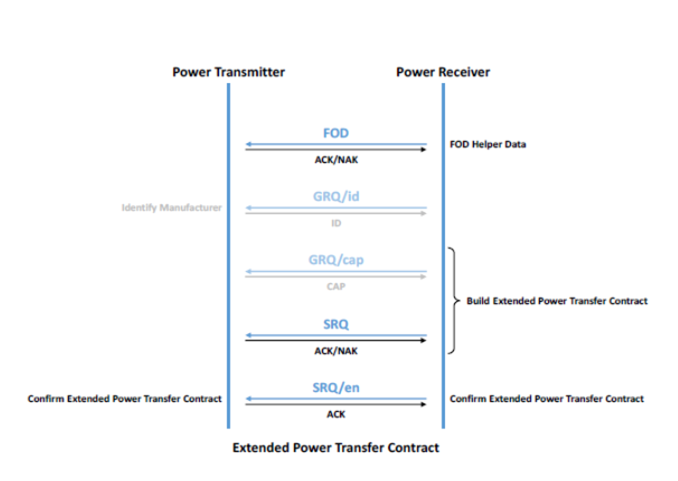 Power Transmitter
Power Receiver
FOD
FOD Helper Data
ACK/NAK
GRQ/id
Identify Manufacturer
ID
GRQ/cap
CAP
Build Extended Power Transfer Contract
SRQ
ACK/NAK
SRQ/en
Confirm Extended Power Transfer Contract
Confirm Extended Power Transfer Contract
ACK
Extended Power Transfer Contract